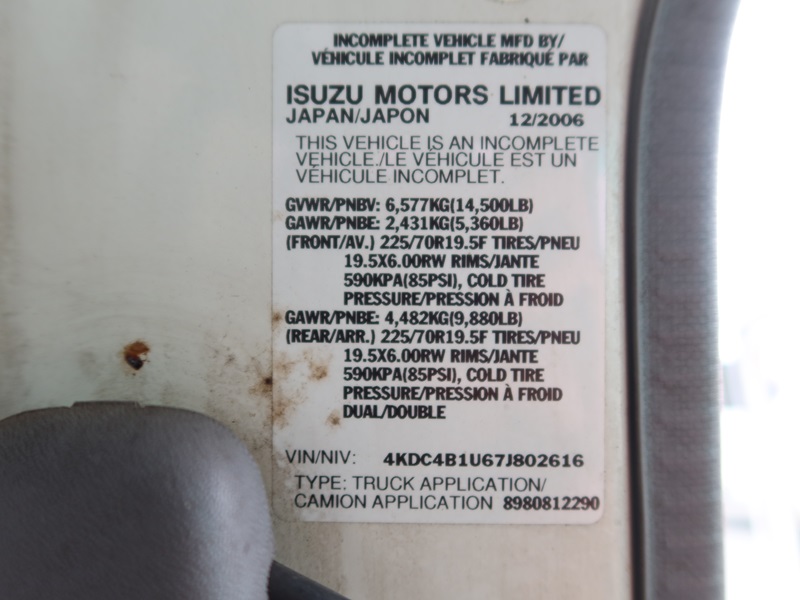 INCOMPLETE VEHICLE MFD BY/
VÉHICULE INCOMPLET FABRIQUÉ PAR
ISUZU MOTORS LIMITED
JAPAN/JAPON 12/2006
THIS VEHICLE IS AN INCOMPLETE
VEHICLE./LE VÉHICULE EST UN
VÉHICULE INCOMPLET.
GVWR/PNBV: 6,577KG(14,500LB)
GAWR/PNBE: 2,431KG(5,360LB)
(FRONT/AV.) 225/70R19.5F TIRES/PNEU
19.5X6.00RW RIMS/JANTE
590KPA(85PSI), COLD TIRE
PRESSURE/PRESSION À FROID
GAWR/PNBE: 4,482KG(9,880LB)
(REAR/ARR.) 225/70R19.5F TIRES/PNEU
19.5X6.00RW RIMS/JANTE
590KPA(85PSI), COLD TIRE
PRESSURE/PRESSION À FROID
DUAL/DOUBLE
VIN/NIV: 4KDC4B1U67J802616
TYPE: TRUCK APPLICATION/
CAMION APPLICATION 8980812290